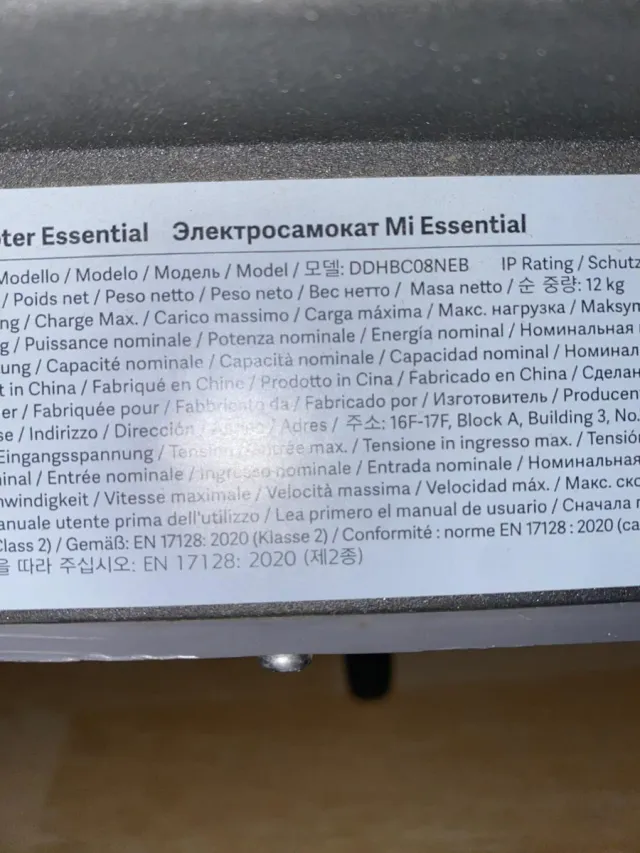 ter Essential Электросамокат Mi Essential
Modello / Modelo / Модель / Model / 모델: DDHBC08NEB IP Rating / Schutz
/ Poids net / Peso netto / Peso neto / Вес нетто / Masa netto / 순 중량: 12 kg
ng / Charge Max. / Carico massimo / Carga máxima / Макс. нагрузка / Maksym
g / Puissance nominale / Potenza nominale / Energía nominal / Номинальная
ung / Capacité nominale / Capacità nominale / Capacidad nominal / Номинал
t in China / Fabriqué en Chine / Prodotto in Cina / Fabricado en China / Сделан
er / Fabriquée pour / Fabbricato da / Fabricado por / Изготовитель / Producen
se / Indirizzo / Dirección / Адрес / Adres / 주소: 16F-17F, Block A, Building 3, No.
Eingangsspannung / Tension d'entrée max. / Tensione in ingresso max. / Tensió
inal / Entrée nominale / Ingresso nominale / Entrada nominale / Номинальная
hwindigkeit / Vitesse maximale / Velocità massima / Velocidad máx. / Макс. ско
anuale utente prima dell'utilizzo / Lea primero el manual de usuario / Сначала
Class 2) / Gemäß: EN 17128: 2020 (Klasse 2) / Conformité : norme EN 17128 : 2020 (ca
을 따라 주십시오: EN 17128: 2020 (제2종)